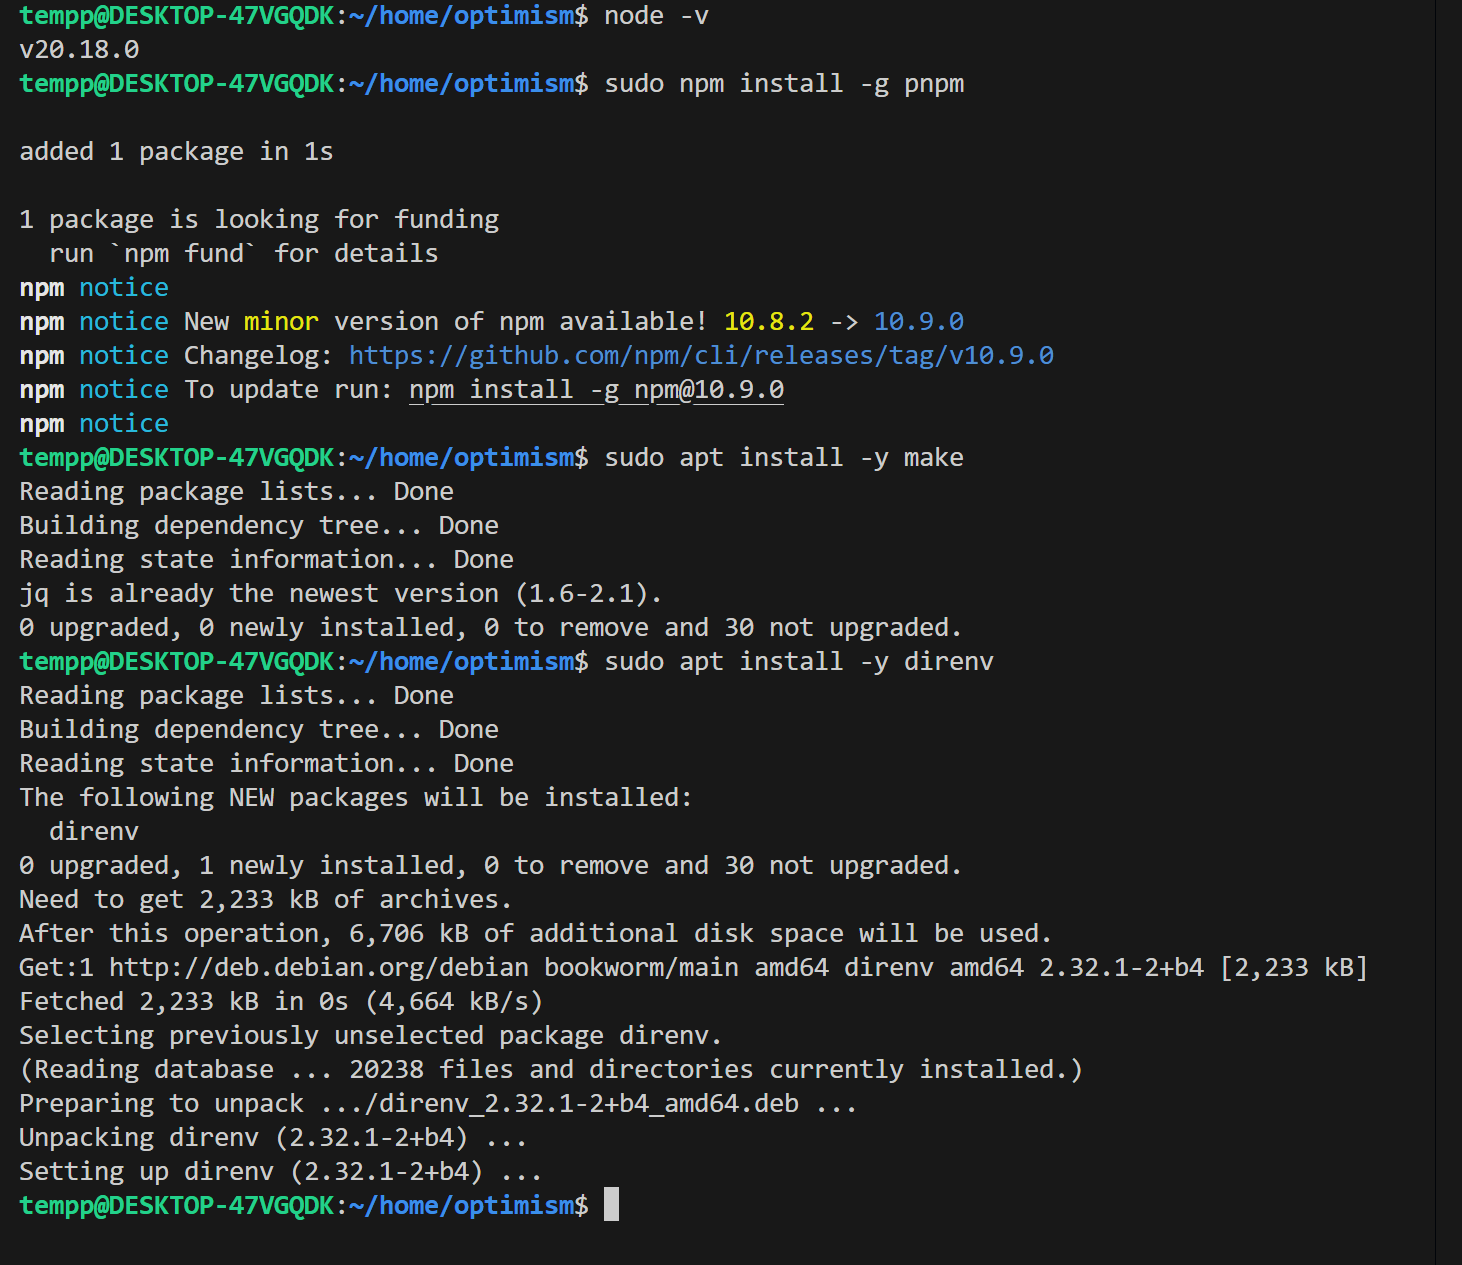 tempp@DESKTOP-47VGQDK:~/home/optimism$ node -v
v20.18.0
tempp@DESKTOP-47VGQDK:~/home/optimism$ sudo npm install -g pnpm
added 1 package in 1s
1 package is looking for funding
  run `npm fund` for details
npm notice
npm notice New minor version of npm available! 10.8.2 -> 10.9.0
npm notice Changelog: https://github.com/npm/cli/releases/tag/v10.9.0
npm notice To update run: npm install -g npm@10.9.0
npm notice
tempp@DESKTOP-47VGQDK:~/home/optimism$ sudo apt install -y make
Reading package lists... Done
Building dependency tree... Done
Reading state information... Done
jq is already the newest version (1.6-2.1).
0 upgraded, 0 newly installed, 0 to remove and 30 not upgraded.
tempp@DESKTOP-47VGQDK:~/home/optimism$ sudo apt install -y direnv
Reading package lists... Done
Building dependency tree... Done
Reading state information... Done
The following NEW packages will be installed:
  direnv
0 upgraded, 1 newly installed, 0 to remove and 30 not upgraded.
Need to get 2,233 kB of archives.
After this operation, 6,706 kB of additional disk space will be used.
Get:1 http://deb.debian.org/debian bookworm/main amd64 direnv amd64 2.32.1-2+b4 [2,233 kB]
Fetched 2,233 kB in 0s (4,664 kB/s)
Selecting previously unselected package direnv.
(Reading database ... 20238 files and directories currently installed.)
Preparing to unpack .../direnv_2.32.1-2+b4_amd64.deb ...
Unpacking direnv (2.32.1-2+b4) ...
Setting up direnv (2.32.1-2+b4) ...
tempp@DESKTOP-47VGQDK:~/home/optimism$